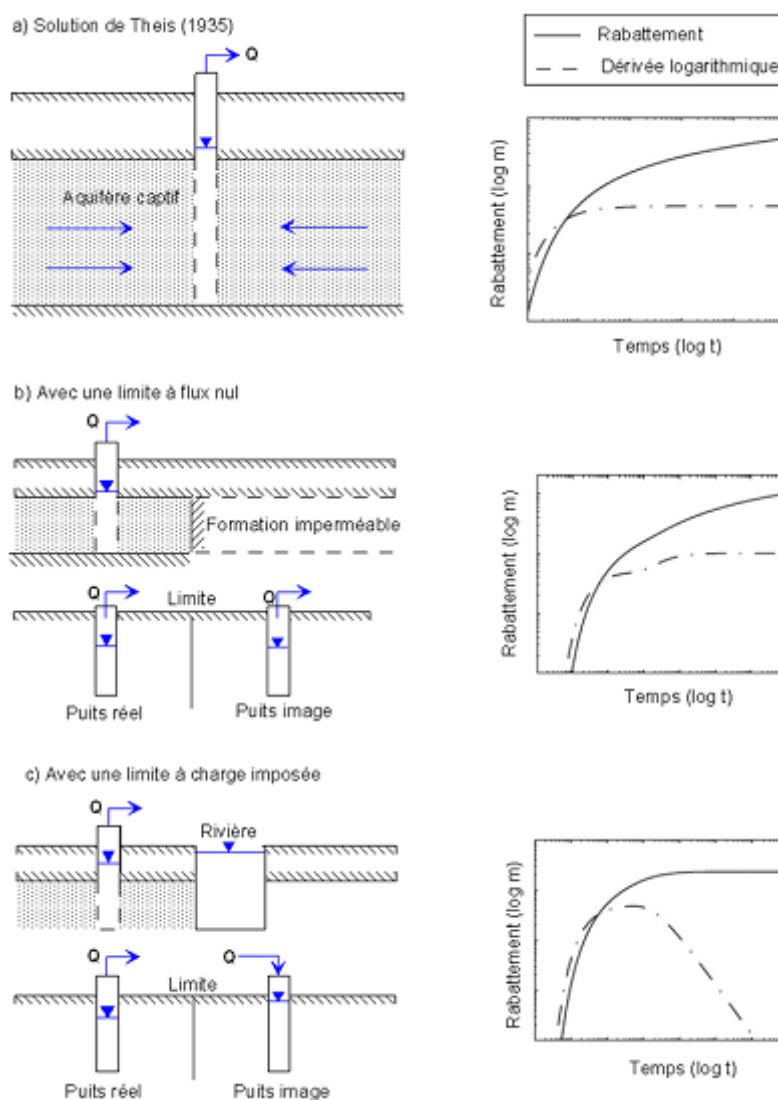 a) Solution de Theis (1935)
Q
Aquifère captif
Rabattement
Dérivée logarithmique
Rabattement (log m)
Temps (log t)
b) Avec une limite à flux nul
Q
Formation imperméable
Q
Limite
Q
Puits réel
Puits image
Rabattement (log m)
Temps (log t)
c) Avec une limite à charge imposée
Q
Rivière
Q
Q
Limite
Puits réel
Puits image
Rabattement (log m)
Temps (log t)